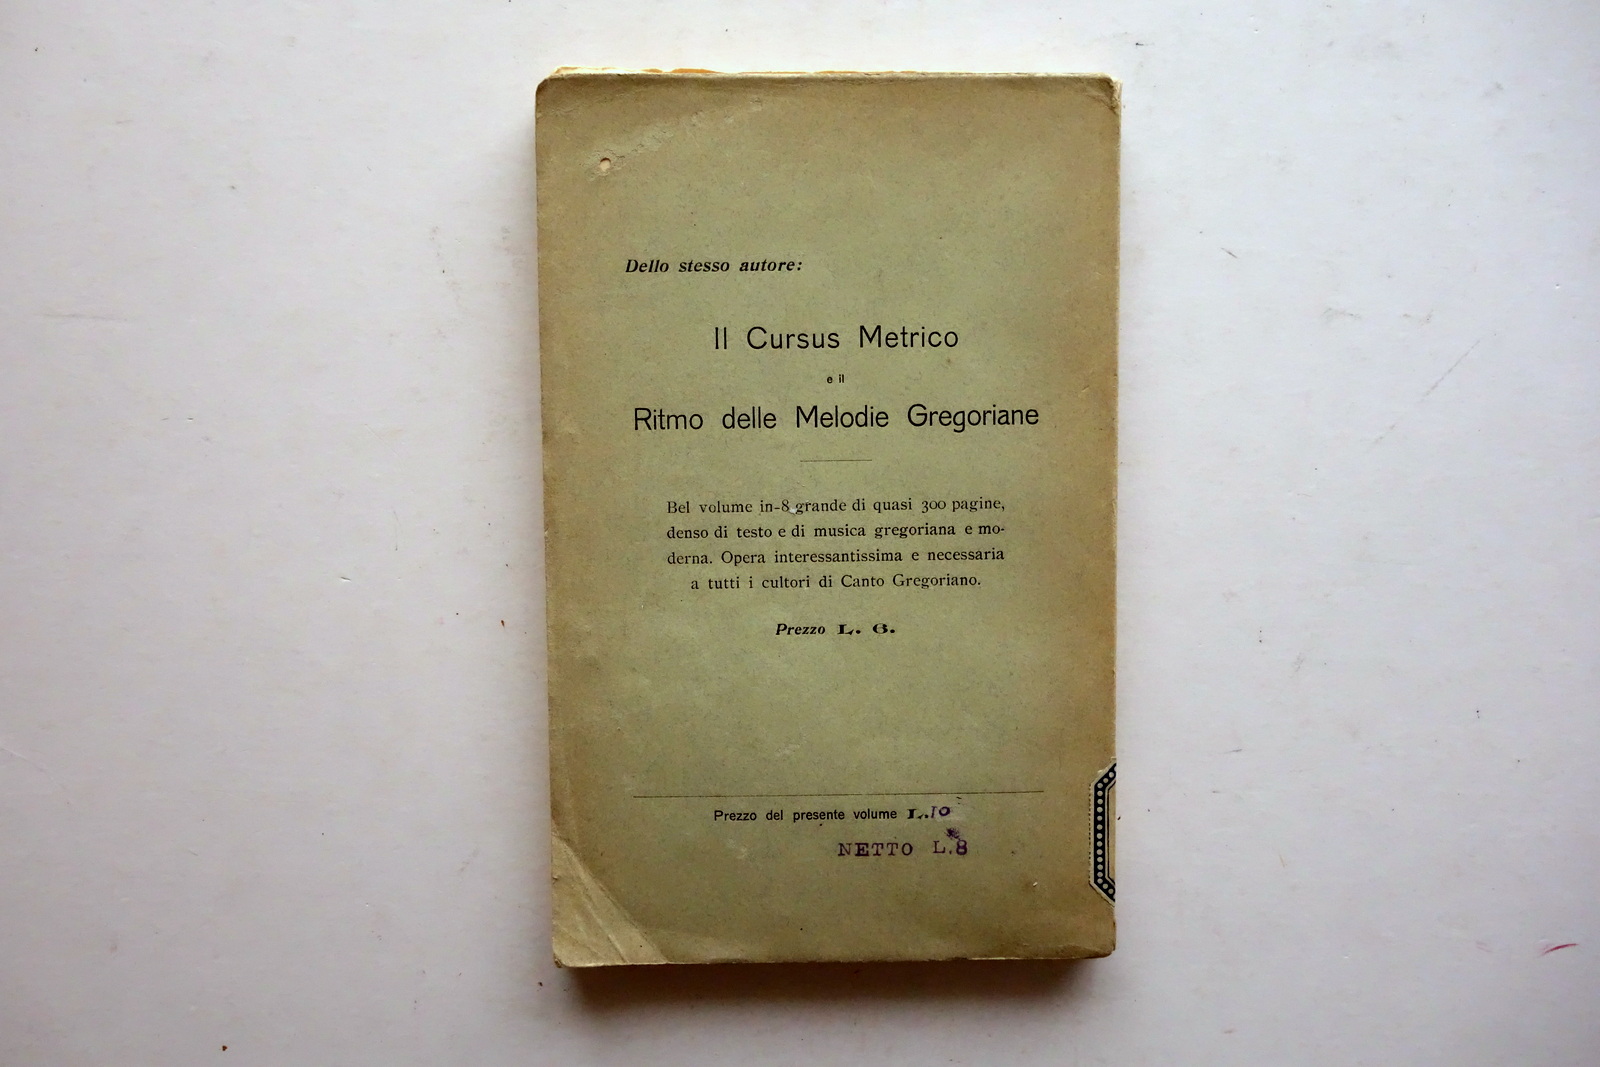 Dello stesso autore:
Il Cursus Metrico
e il
Ritmo delle Melodie Gregoriane
Bel volume in-8 grande di quasi 300 pagine,
denso di testo e di musica gregoriana e mo-
derna. Opera interessantissima e necessaria
a tutti i cultori di Canto Gregoriano.
Prezzo L. 6.
Prezzo del presente volume L. 10
NETTO L. 8